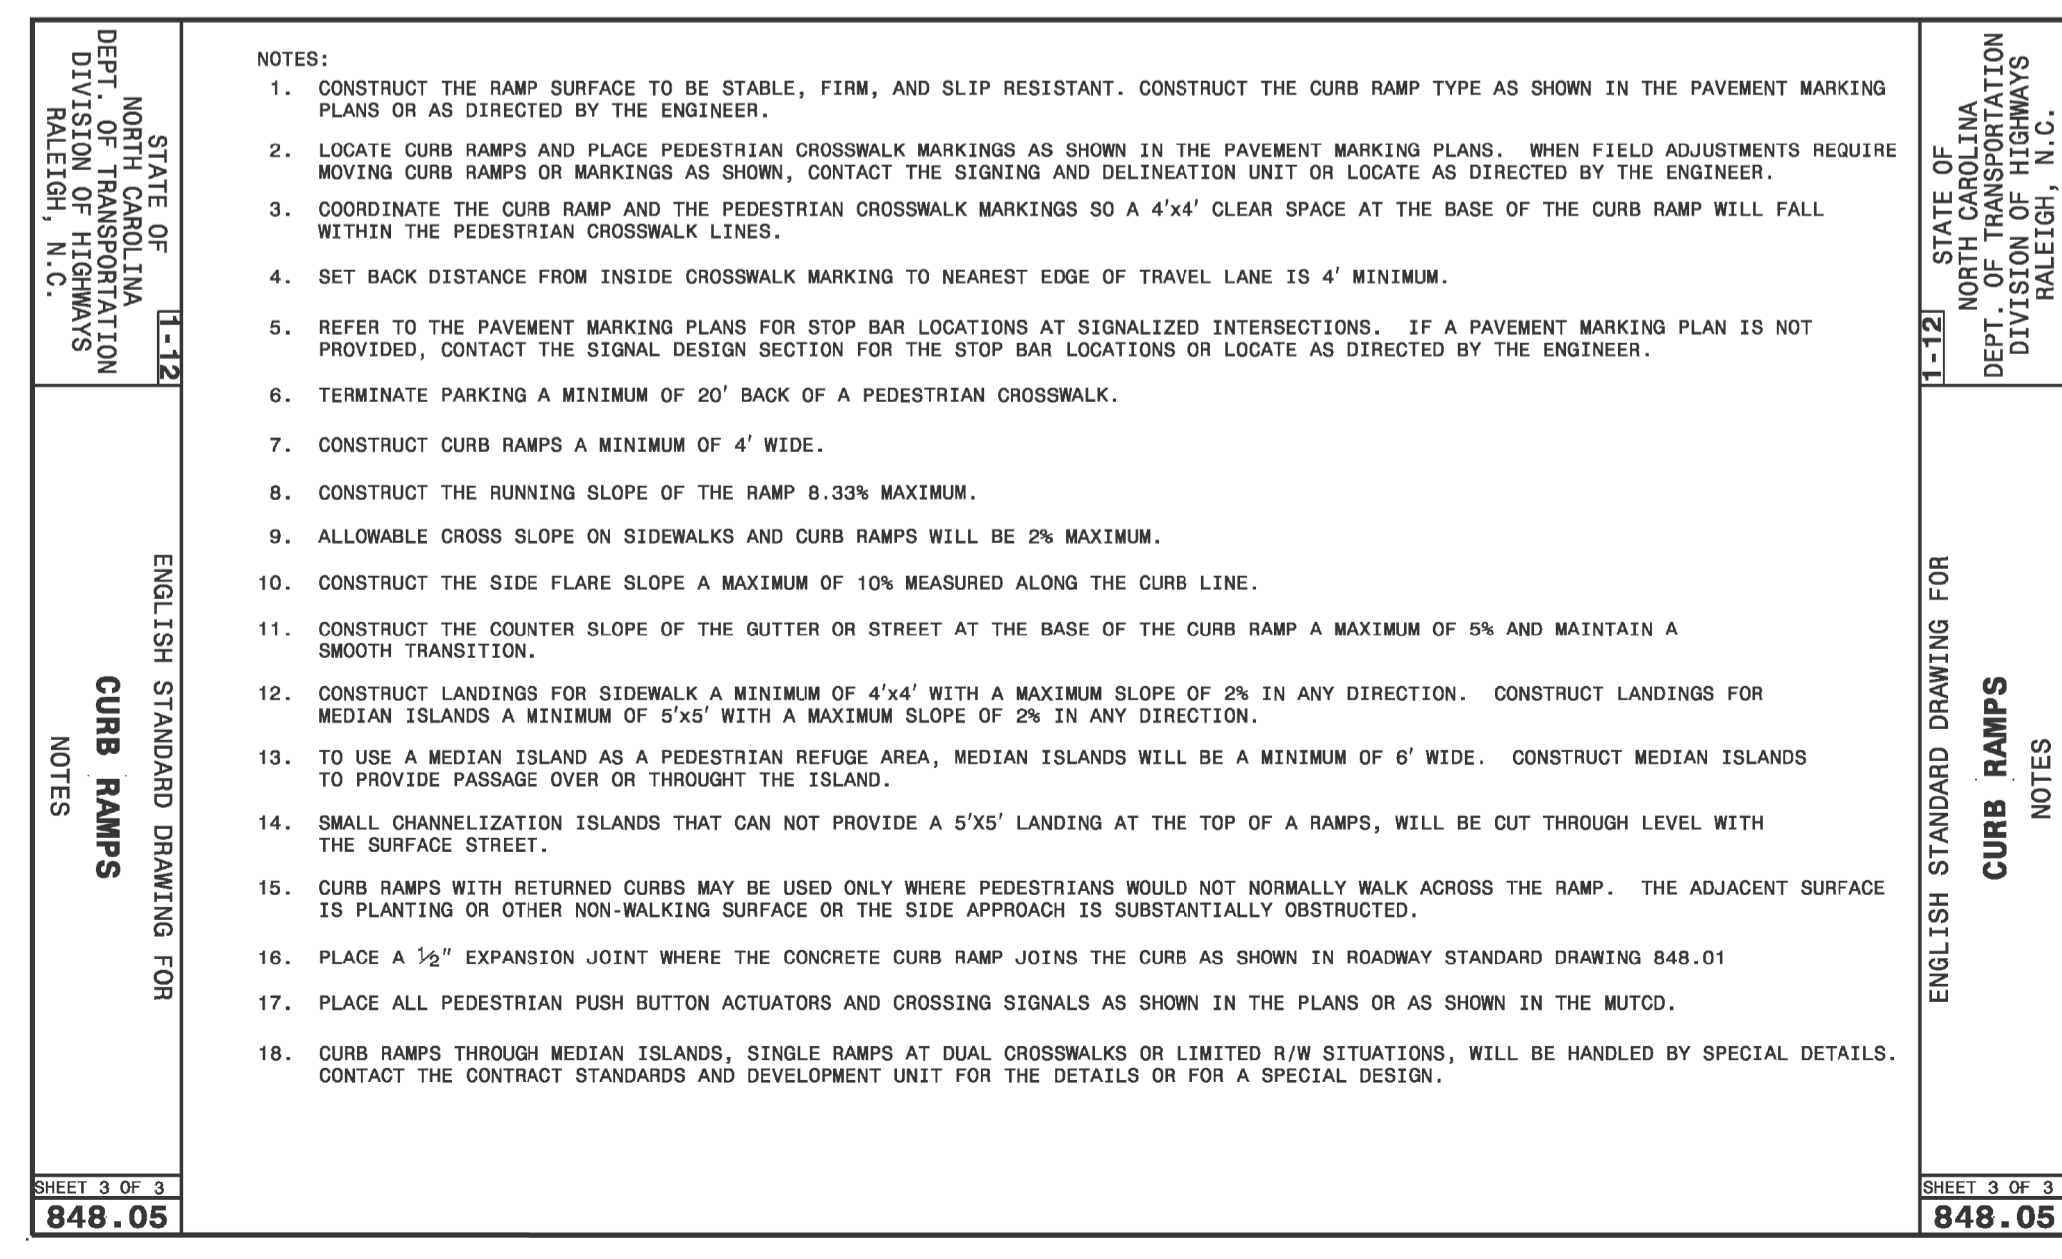 STATE OF
NORTH CAROLINA
DEPT. OF TRANSPORTATION
DIVISION OF HIGHWAYS
RALEIGH, N.C.
1-12
ENGLISH STANDARD DRAWING FOR
CURB RAMPS
NOTES
SHEET 3 OF 3
848.05
NOTES:
1. CONSTRUCT THE RAMP SURFACE TO BE STABLE, FIRM, AND SLIP RESISTANT. CONSTRUCT THE CURB RAMP TYPE AS SHOWN IN THE PAVEMENT MARKING
PLANS OR AS DIRECTED BY THE ENGINEER.
2. LOCATE CURB RAMPS AND PLACE PEDESTRIAN CROSSWALK MARKINGS AS SHOWN IN THE PAVEMENT MARKING PLANS. WHEN FIELD ADJUSTMENTS REQUIRE
MOVING CURB RAMPS OR MARKINGS AS SHOWN, CONTACT THE SIGNING AND DELINEATION UNIT OR LOCATE AS DIRECTED BY THE ENGINEER.
3. COORDINATE THE CURB RAMP AND THE PEDESTRIAN CROSSWALK MARKINGS SO A 4'x4' CLEAR SPACE AT THE BASE OF THE CURB RAMP WILL FALL
WITHIN THE PEDESTRIAN CROSSWALK LINES.
4. SET BACK DISTANCE FROM INSIDE CROSSWALK MARKING TO NEAREST EDGE OF TRAVEL LANE IS 4' MINIMUM.
5. REFER TO THE PAVEMENT MARKING PLANS FOR STOP BAR LOCATIONS AT SIGNALIZED INTERSECTIONS. IF A PAVEMENT MARKING PLAN IS NOT
PROVIDED, CONTACT THE SIGNAL DESIGN SECTION FOR THE STOP BAR LOCATIONS OR LOCATE AS DIRECTED BY THE ENGINEER.
6. TERMINATE PARKING A MINIMUM OF 20' BACK OF A PEDESTRIAN CROSSWALK.
7. CONSTRUCT CURB RAMPS A MINIMUM OF 4' WIDE.
8. CONSTRUCT THE RUNNING SLOPE OF THE RAMP 8.33% MAXIMUM.
9. ALLOWABLE CROSS SLOPE ON SIDEWALKS AND CURB RAMPS WILL BE 2% MAXIMUM.
10. CONSTRUCT THE SIDE FLARE SLOPE A MAXIMUM OF 10% MEASURED ALONG THE CURB LINE.
11. CONSTRUCT THE COUNTER SLOPE OF THE GUTTER OR STREET AT THE BASE OF THE CURB RAMP A MAXIMUM OF 5% AND MAINTAIN A
SMOOTH TRANSITION.
12. CONSTRUCT LANDINGS FOR SIDEWALK A MINIMUM OF 4'x4' WITH A MAXIMUM SLOPE OF 2% IN ANY DIRECTION. CONSTRUCT LANDINGS FOR
MEDIAN ISLANDS A MINIMUM OF 5'x5' WITH A MAXIMUM SLOPE OF 2% IN ANY DIRECTION.
13. TO USE A MEDIAN ISLAND AS A PEDESTRIAN REFUGE AREA, MEDIAN ISLANDS WILL BE A MINIMUM OF 6' WIDE. CONSTRUCT MEDIAN ISLANDS
TO PROVIDE PASSAGE OVER OR THROUGHT THE ISLAND.
14. SMALL CHANNELIZATION ISLANDS THAT CAN NOT PROVIDE A 5'X5' LANDING AT THE TOP OF A RAMPS, WILL BE CUT THROUGH LEVEL WITH
THE SURFACE STREET.
15. CURB RAMPS WITH RETURNED CURBS MAY BE USED ONLY WHERE PEDESTRIANS WOULD NOT NORMALLY WALK ACROSS THE RAMP. THE ADJACENT SURFACE
IS PLANTING OR OTHER NON-WALKING SURFACE OR THE SIDE APPROACH IS SUBSTANTIALLY OBSTRUCTED.
16. PLACE A ½" EXPANSION JOINT WHERE THE CONCRETE CURB RAMP JOINS THE CURB AS SHOWN IN ROADWAY STANDARD DRAWING 848.01
17. PLACE ALL PEDESTRIAN PUSH BUTTON ACTUATORS AND CROSSING SIGNALS AS SHOWN IN THE PLANS OR AS SHOWN IN THE MUTCD.
18. CURB RAMPS THROUGH MEDIAN ISLANDS, SINGLE RAMPS AT DUAL CROSSWALKS OR LIMITED R/W SITUATIONS, WILL BE HANDLED BY SPECIAL DETAILS.
CONTACT THE CONTRACT STANDARDS AND DEVELOPMENT UNIT FOR THE DETAILS OR FOR A SPECIAL DESIGN.
STATE OF
NORTH CAROLINA
DEPT. OF TRANSPORTATION
DIVISION OF HIGHWAYS
RALEIGH, N.C.
1-12
ENGLISH STANDARD DRAWING FOR
CURB RAMPS
NOTES
SHEET 3 OF 3
848.05